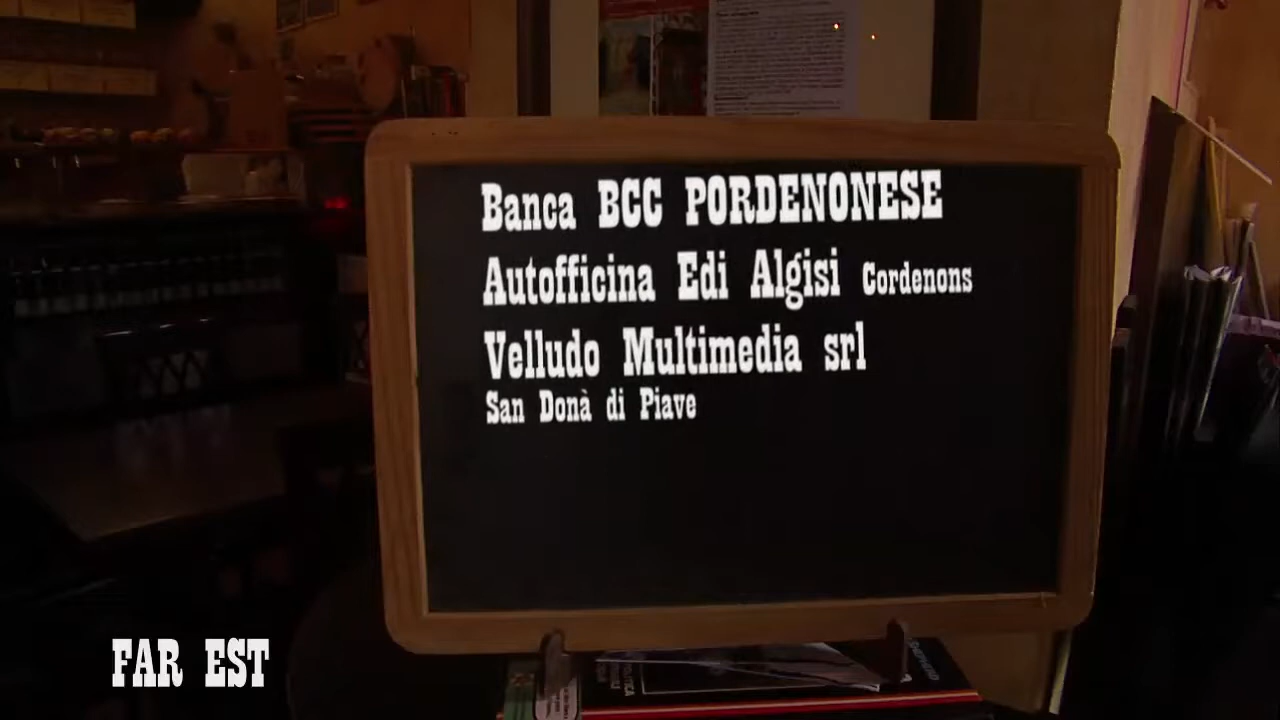 Banca BCC PORDENONESE
Autofficina Edi Algisi Cordenons
Velludo Multimedia srl
San Donà di Piave
FAR EST